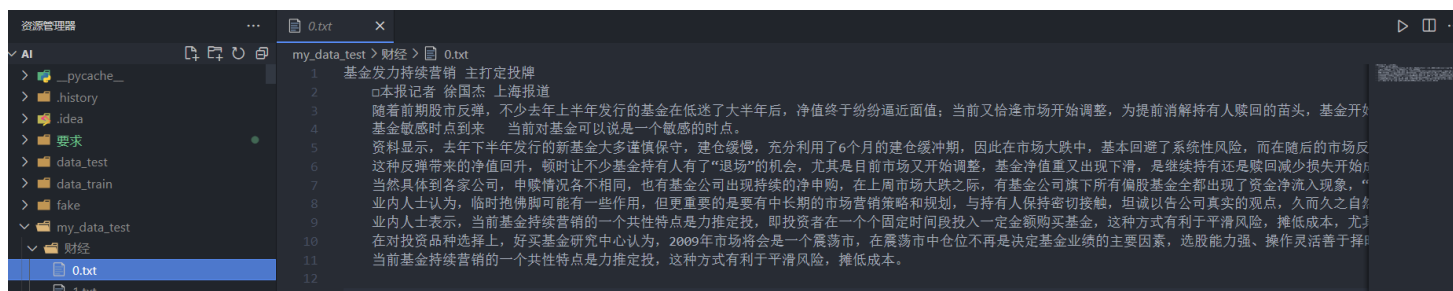 资源管理器
0.txt
AI
my_data_test > 财经 > 0.txt
__pycache__
.history
.idea
要求
data_test
data_train
fake
my_data_test
财经
0.txt
1.txt
1 基金发力持续营销 主打定投牌
2 □本报记者 徐国杰 上海报道
3 随着前期股市反弹，不少去年上半年发行的基金在低迷了大半年后，净值终于纷纷逼近面值；当前又恰逢市场开始调整，为提前消解持有人赎回的苗头，基金开始
4 基金敏感时点到来 当前对基金可以说是一个敏感的时点。
5 资料显示，去年下半年发行的新基金大多谨慎保守，建仓缓慢，充分利用了6个月的建仓缓冲期，因此在市场大跌中，基本回避了系统性风险，而在随后的市场反
6 这种反弹带来的净值回升，顿时让不少基金持有人有了“退场”的机会，尤其是目前市场又开始调整，基金净值重又出现下滑，是继续持有还是赎回减少损失开始成
7 当然具体到各家公司，申赎情况各不相同，也有基金公司出现持续的净申购，在上周市场大跌之际，有基金公司旗下所有偏股基金全都出现了资金净流入现象，“
8 业内人士认为，临时抱佛脚可能有一些作用，但更重要的是要有中长期的市场营销策略和规划，与持有人保持密切接触，坦诚以告公司真实的观点，久而久之自然
9 业内人士表示，当前基金持续营销的一个共性特点是力推定投，即投资者在一个个固定时间段投入一定金额购买基金，这种方式有利于平滑风险，摊低成本，尤其
10 在对投资品种选择上，好买基金研究中心认为，2009年市场将会是一个震荡市，在震荡市中仓位不再是决定基金业绩的主要因素，选股能力强、操作灵活善于择时
11 当前基金持续营销的一个共性特点是力推定投，这种方式有利于平滑风险，摊低成本。
12